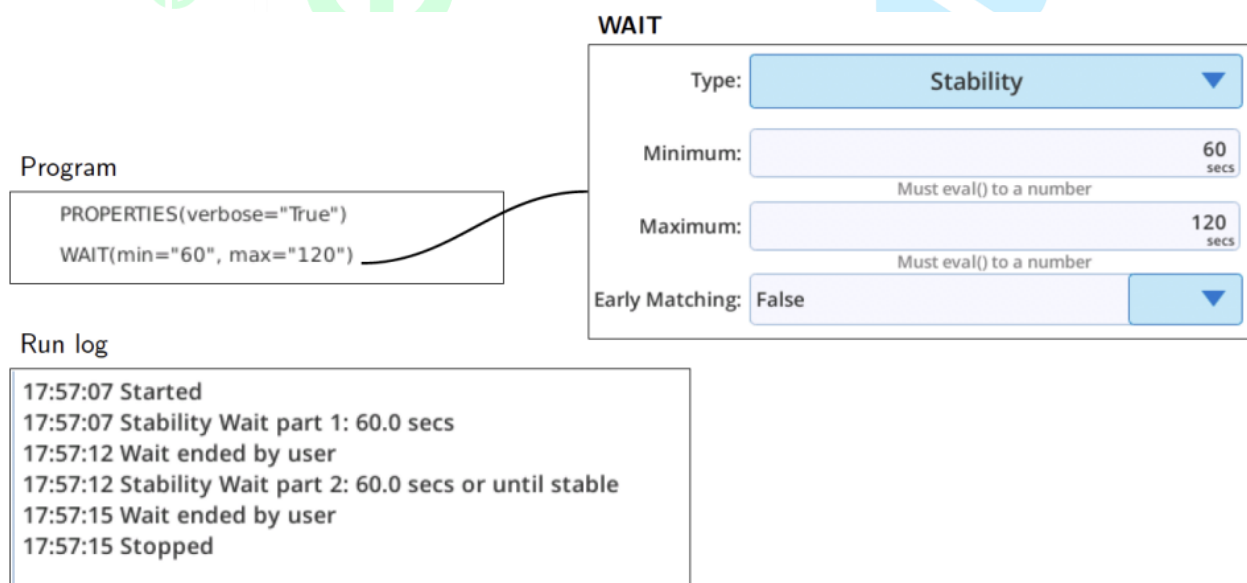 WAIT
Type: Stability
Minimum: 60
secs
Must eval() to a number
Maximum: 120
secs
Must eval() to a number
Early Matching: False
Program
PROPERTIES(verbose="True")
WAIT(min="60", max="120")
Run log
17:57:07 Started
17:57:07 Stability Wait part 1: 60.0 secs
17:57:12 Wait ended by user
17:57:12 Stability Wait part 2: 60.0 secs or until stable
17:57:15 Wait ended by user
17:57:15 Stopped